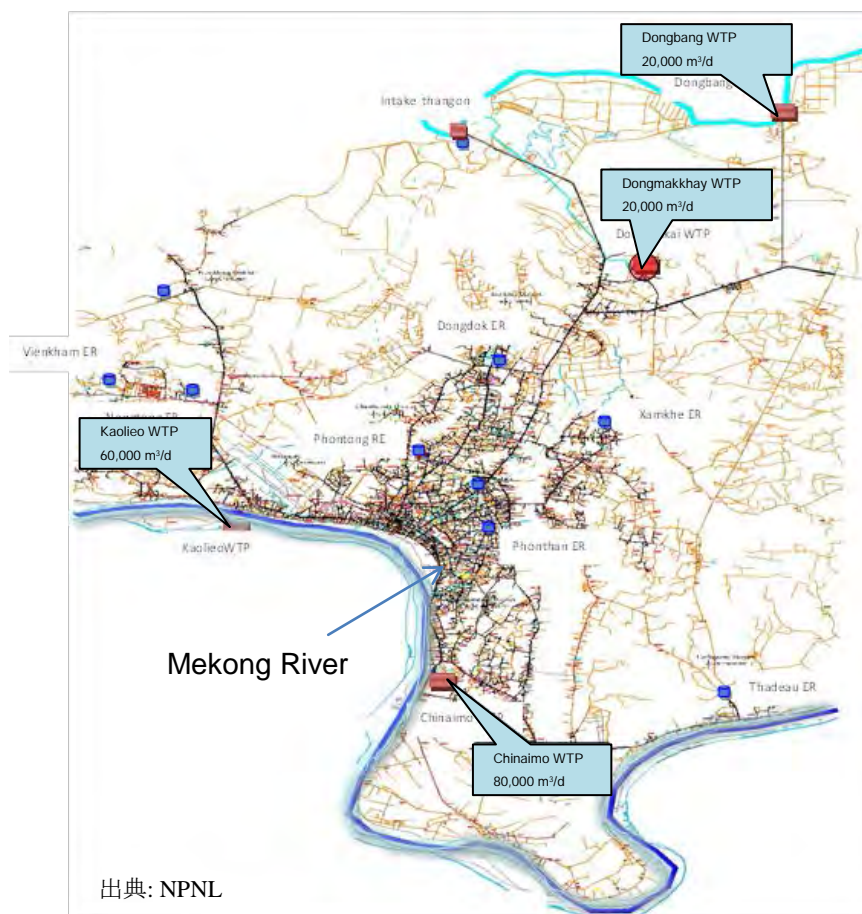 Dongbang WTP
20,000 m³/d
Dongbang
Intake thangon
Dongmakkhay WTP
20,000 m³/d
kai WTP
Dongdok ER
Vienkham ER
Xamkhe ER
Kaolieo WTP
60,000 m³/d
Phontong RE
KaolieoWTP
Phonthan ER
Mekong River
Thadeau ER
Chinaimo
Chinaimo WTP
80,000 m³/d
出典: NPNL